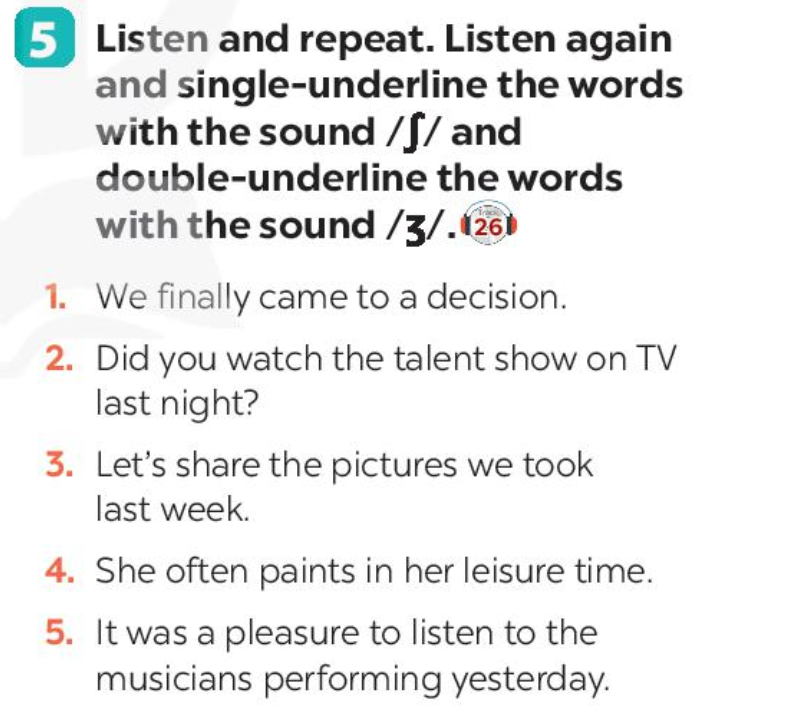 5 Listen and repeat. Listen again
and single-underline the words
with the sound /ʃ/ and
double-underline the words
with the sound /ʒ/. Track 26
1. We finally came to a decision.
2. Did you watch the talent show on TV
last night?
3. Let's share the pictures we took
last week.
4. She often paints in her leisure time.
5. It was a pleasure to listen to the
musicians performing yesterday.